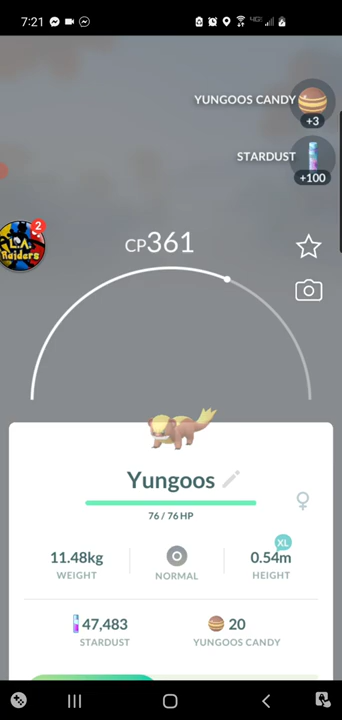 7:21
YUNGOOS CANDY
+3
STARDUST
+100
2
L.A.
Raiders
CP361
Yungoos
76 / 76 HP
XL
11.48kg
NORMAL
0.54m
WEIGHT
HEIGHT
47,483
20
STARDUST
YUNGOOS CANDY